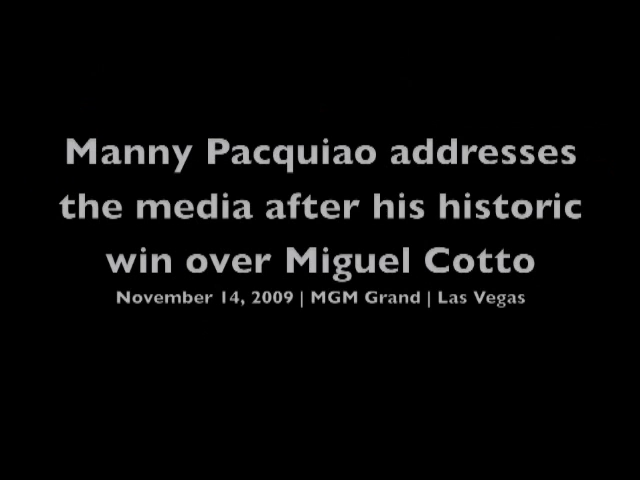 Manny Pacquiao addresses
the media after his historic
win over Miguel Cotto
November 14, 2009 | MGM Grand | Las Vegas